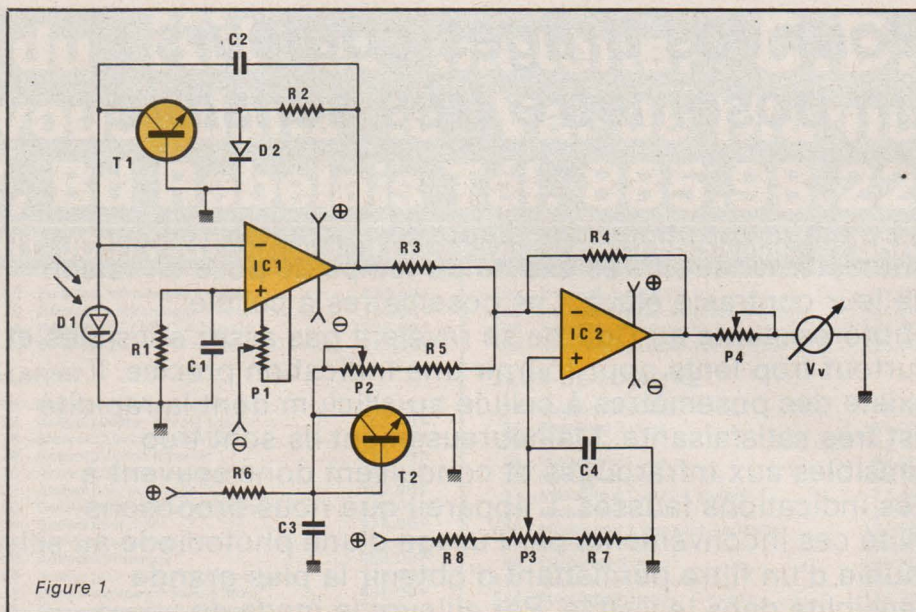 C2
R2
T1
D2
⊕
R3
R4
−
IC1
+
⊖
⊕
−
IC2
+
⊖
P4
Vv
D1
R1
C1
P1
⊖
P2
R5
T2
C4
⊕
R6
C3
⊕
R8
P3
R7
Figure 1